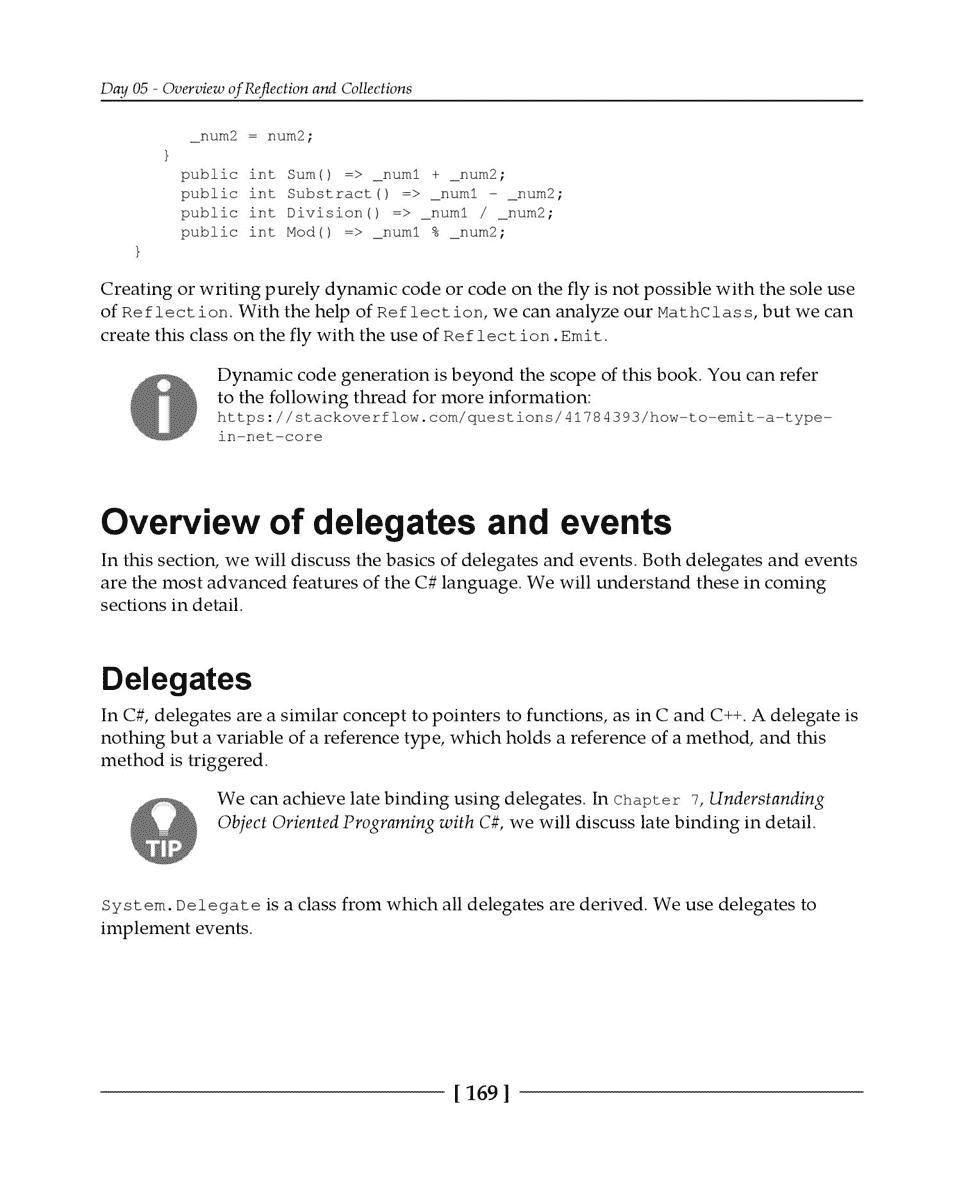 Day 05 - Overview of Reflection and Collections
_num2 = num2;
}
public int Sum() => _num1 + _num2;
public int Substract() => _num1 - _num2;
public int Division() => _num1 / _num2;
public int Mod() => _num1 % _num2;
}
Creating or writing purely dynamic code or code on the fly is not possible with the sole use
of Reflection. With the help of Reflection, we can analyze our MathClass, but we can
create this class on the fly with the use of Reflection.Emit.
Dynamic code generation is beyond the scope of this book. You can refer
to the following thread for more information:
https://stackoverflow.com/questions/41784393/how-to-emit-a-type-
in-net-core
Overview of delegates and events
In this section, we will discuss the basics of delegates and events. Both delegates and events
are the most advanced features of the C# language. We will understand these in coming
sections in detail.
Delegates
In C#, delegates are a similar concept to pointers to functions, as in C and C++. A delegate is
nothing but a variable of a reference type, which holds a reference of a method, and this
method is triggered.
We can achieve late binding using delegates. In Chapter 7, Understanding
Object Oriented Programing with C#, we will discuss late binding in detail.
TIP
System.Delegate is a class from which all delegates are derived. We use delegates to
implement events.
[ 169 ]